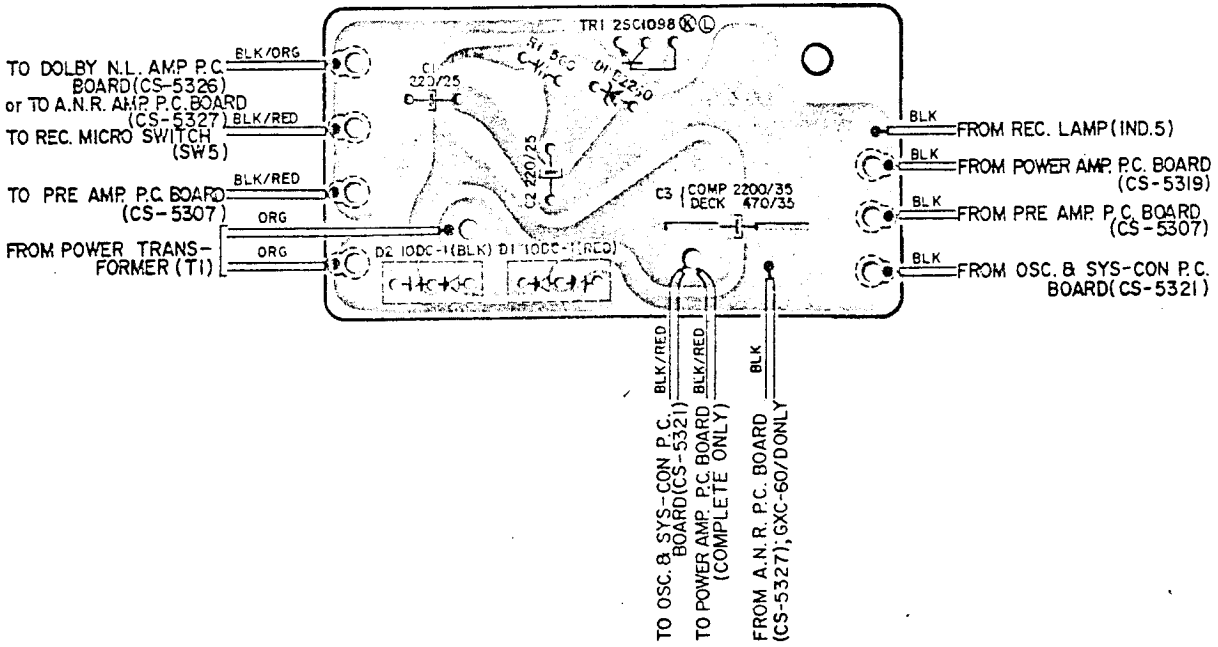 TR1 2SC1098 Ⓚ Ⓛ
BLK/ORG
TO DOLBY N.L. AMP P.C.
BOARD(CS-5326)
or TO A.N.R. AMP. P.C. BOARD
(CS-5327)
BLK/RED
TO REC. MICRO SWITCH
(SW5)
BLK/RED
TO PRE AMP. P.C. BOARD
(CS-5307)
ORG
FROM POWER TRANS-
FORMER (T1)
ORG
C1
220/25
R1 560
C2 220/25
C3
COMP 2200/35
DECK 470/35
D2 10DC-1(BLK)
D1 10DC-1(RED)
BLK
FROM REC. LAMP(IND.5)
BLK
FROM POWER AMP. P.C. BOARD
(CS-5319)
BLK
FROM PRE AMP. P.C. BOARD
(CS-5307)
BLK
FROM OSC. & SYS-CON P.C.
BOARD(CS-5321)
BLK/RED
TO OSC. & SYS-CON P.C.
BOARD(CS-5321)
BLK/RED
TO POWER AMP. P.C. BOARD
(COMPLETE ONLY)
BLK
FROM A.N.R. P.C. BOARD
(CS-5327);GXC-60/DONLY